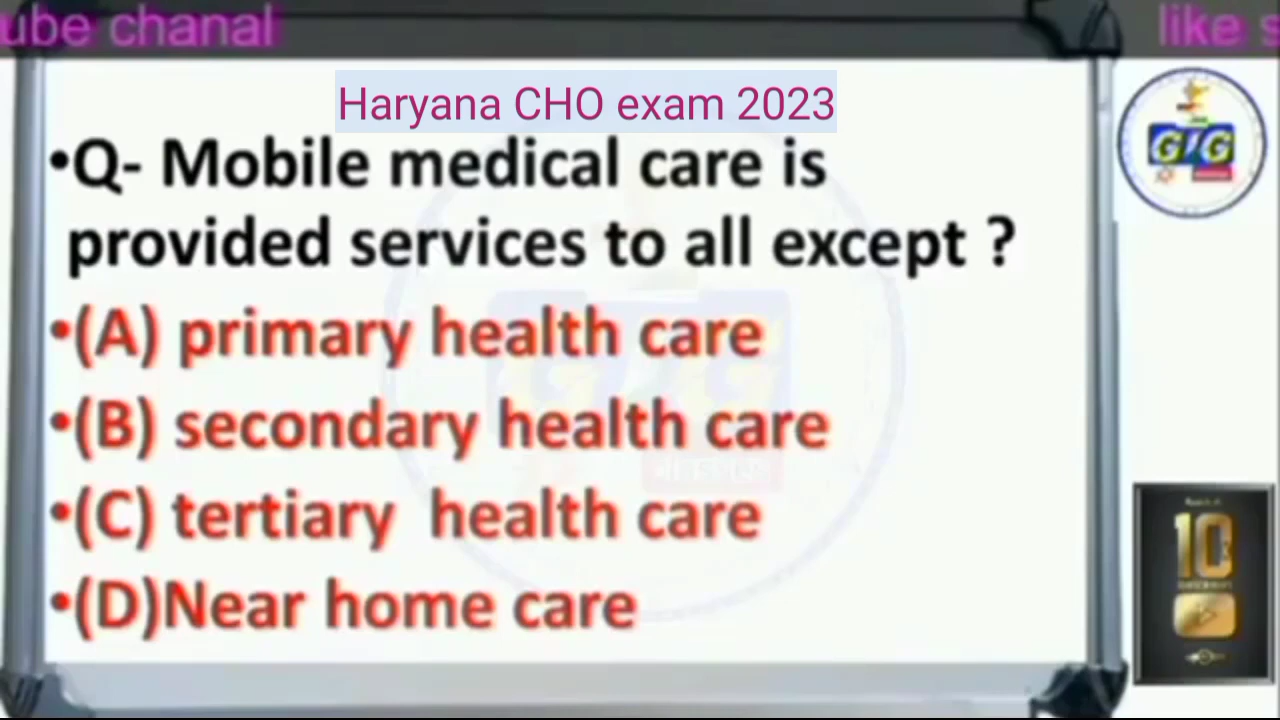 ube chanal
like s
Haryana CHO exam 2023
•Q- Mobile medical care is
provided services to all except ?
•(A) primary health care
•(B) secondary health care
•(C) tertiary health care
•(D)Near home care
GG
10